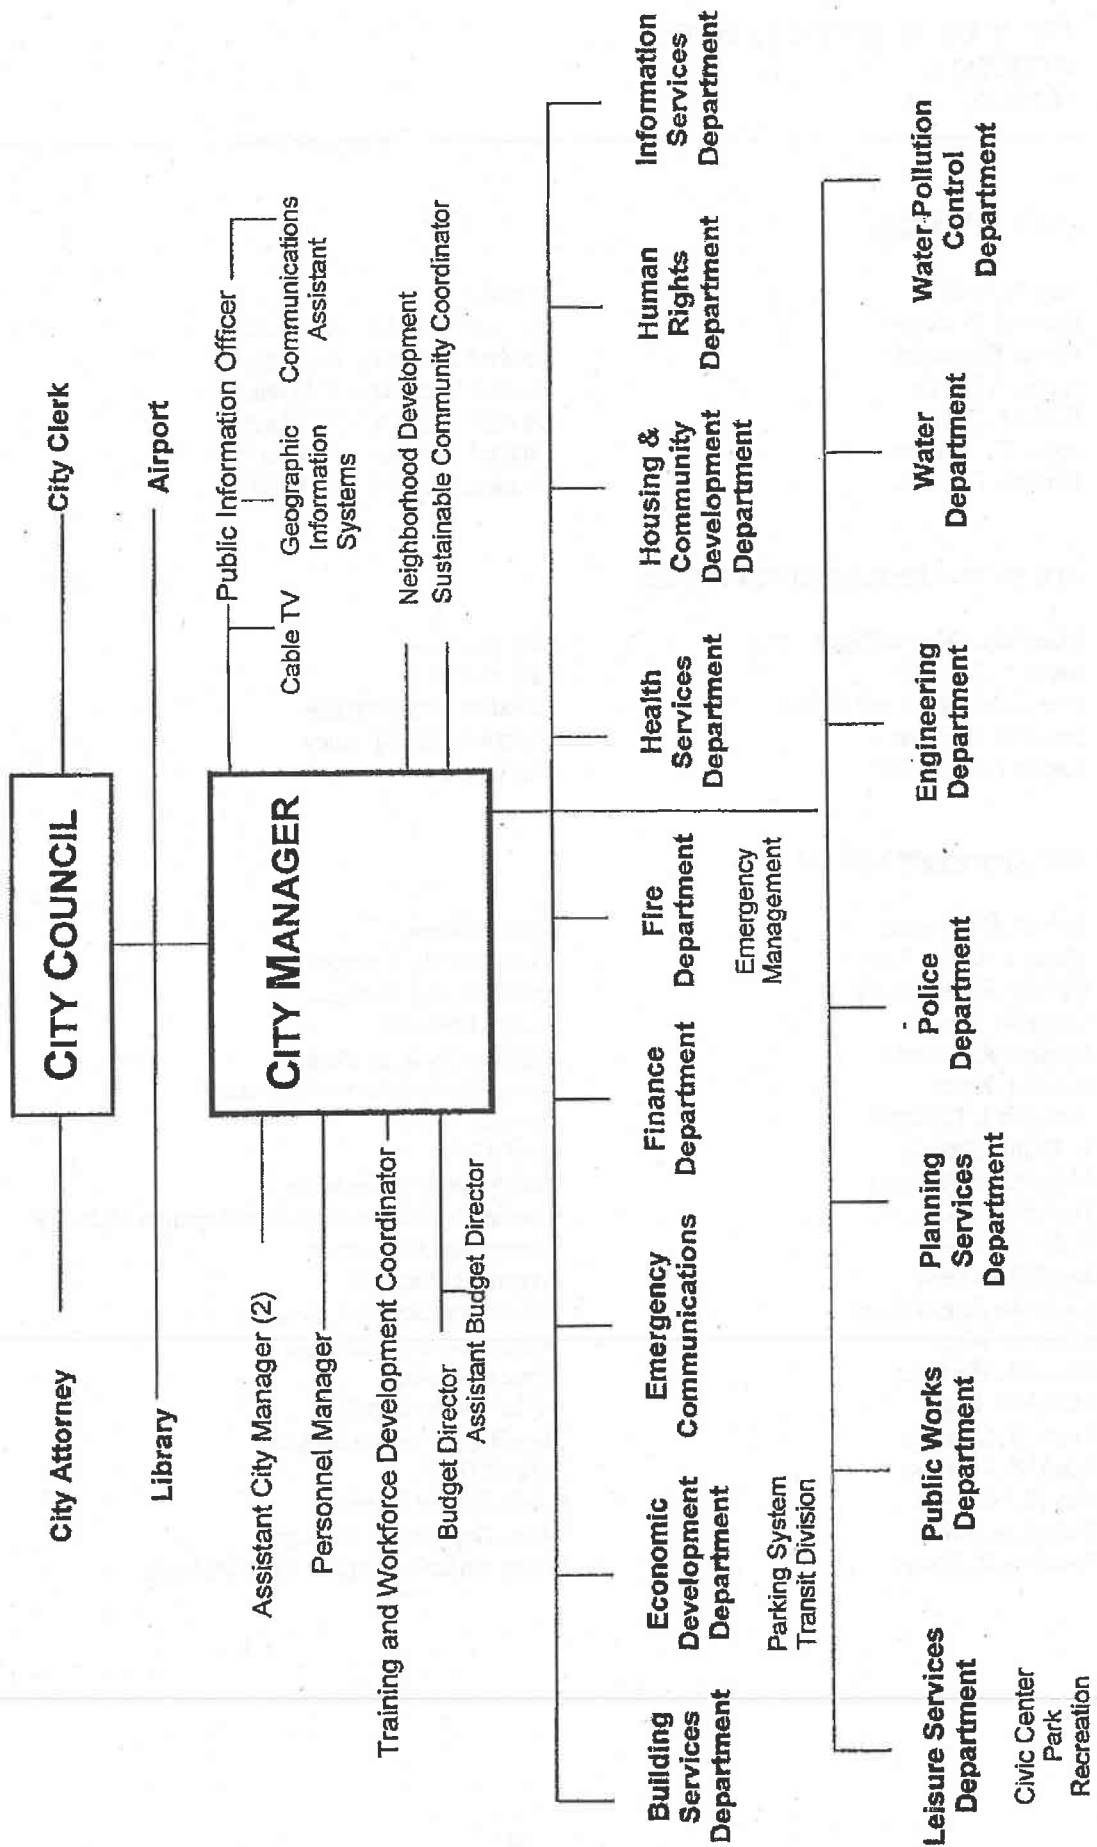 CITY COUNCIL
City Attorney
City Clerk
Library
Airport
CITY MANAGER
Assistant City Manager (2)
Personnel Manager
Training and Workforce Development Coordinator
Budget Director
Assistant Budget Director
Public Information Officer
Cable TV
Geographic
Information
Systems
Communications
Assistant
Neighborhood Development
Sustainable Community Coordinator
Building
Services
Department
Economic
Development
Department
Parking System
Transit Division
Emergency
Communications
Finance
Department
Fire
Department
Emergency
Management
Health
Services
Department
Housing &
Community
Development
Department
Human
Rights
Department
Information
Services
Department
Leisure Services
Department
Civic Center
Park
Recreation
Public Works
Department
Planning
Services
Department
Police
Department
Engineering
Department
Water
Department
Water Pollution
Control
Department